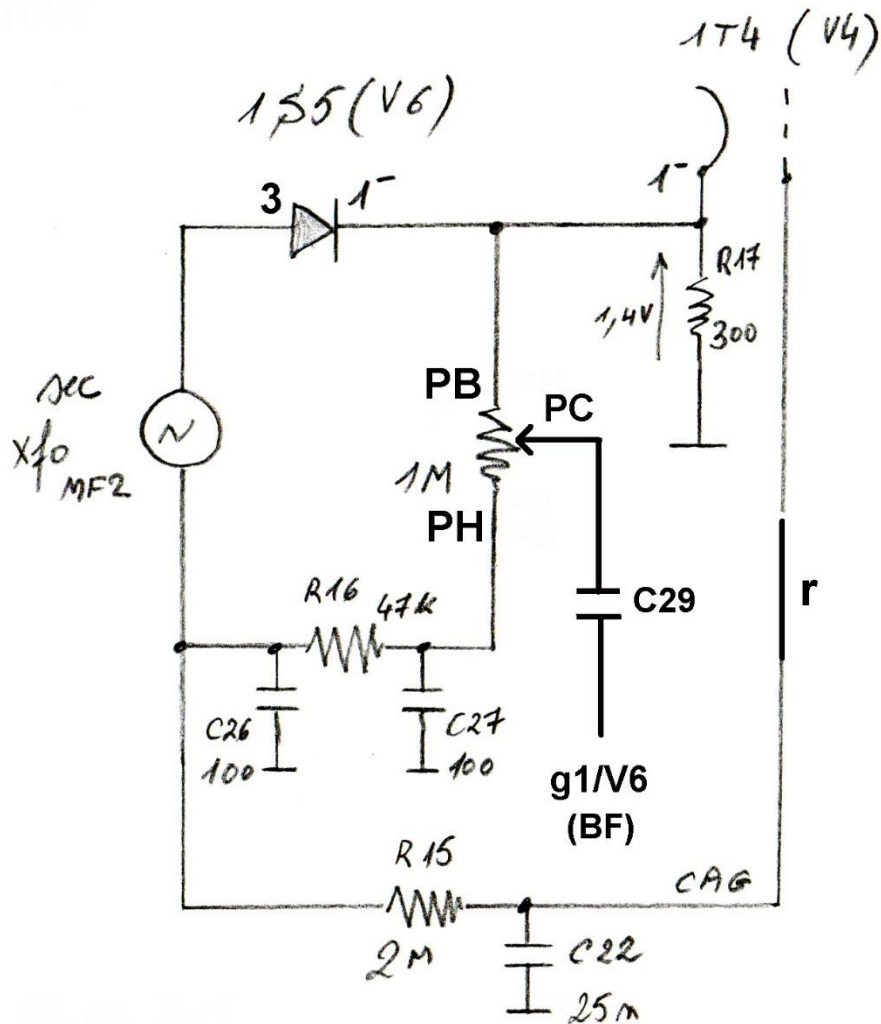 1T4 (V4)
1S5 (V6)
3
1-
1-
R17
1,4V
300
sec
xfo
MF2
PB
PC
1M
PH
R16
47k
C29
r
C26
100
C27
100
g1/V6
(BF)
R15
CAG
2M
C22
25n